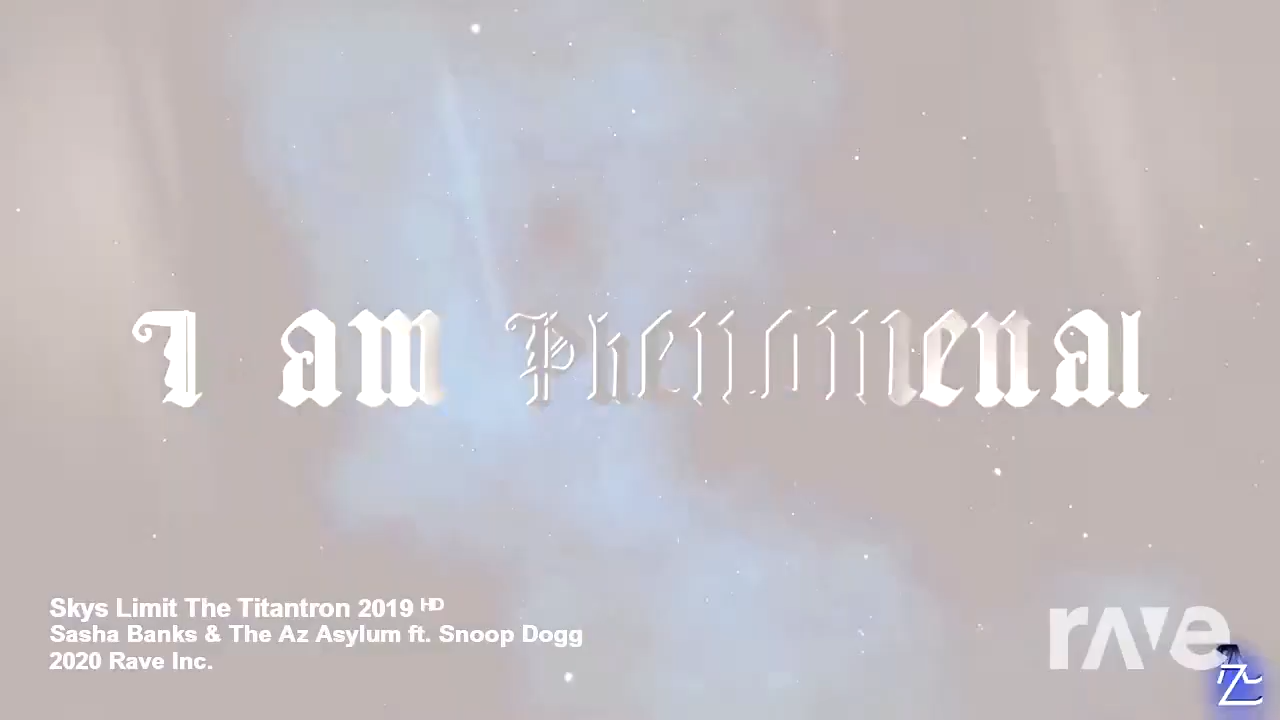 I am Phenomenal
Skys Limit The Titantron 2019 ᴴᴰ
Sasha Banks & The Az Asylum ft. Snoop Dogg
2020 Rave Inc.
rave
Z